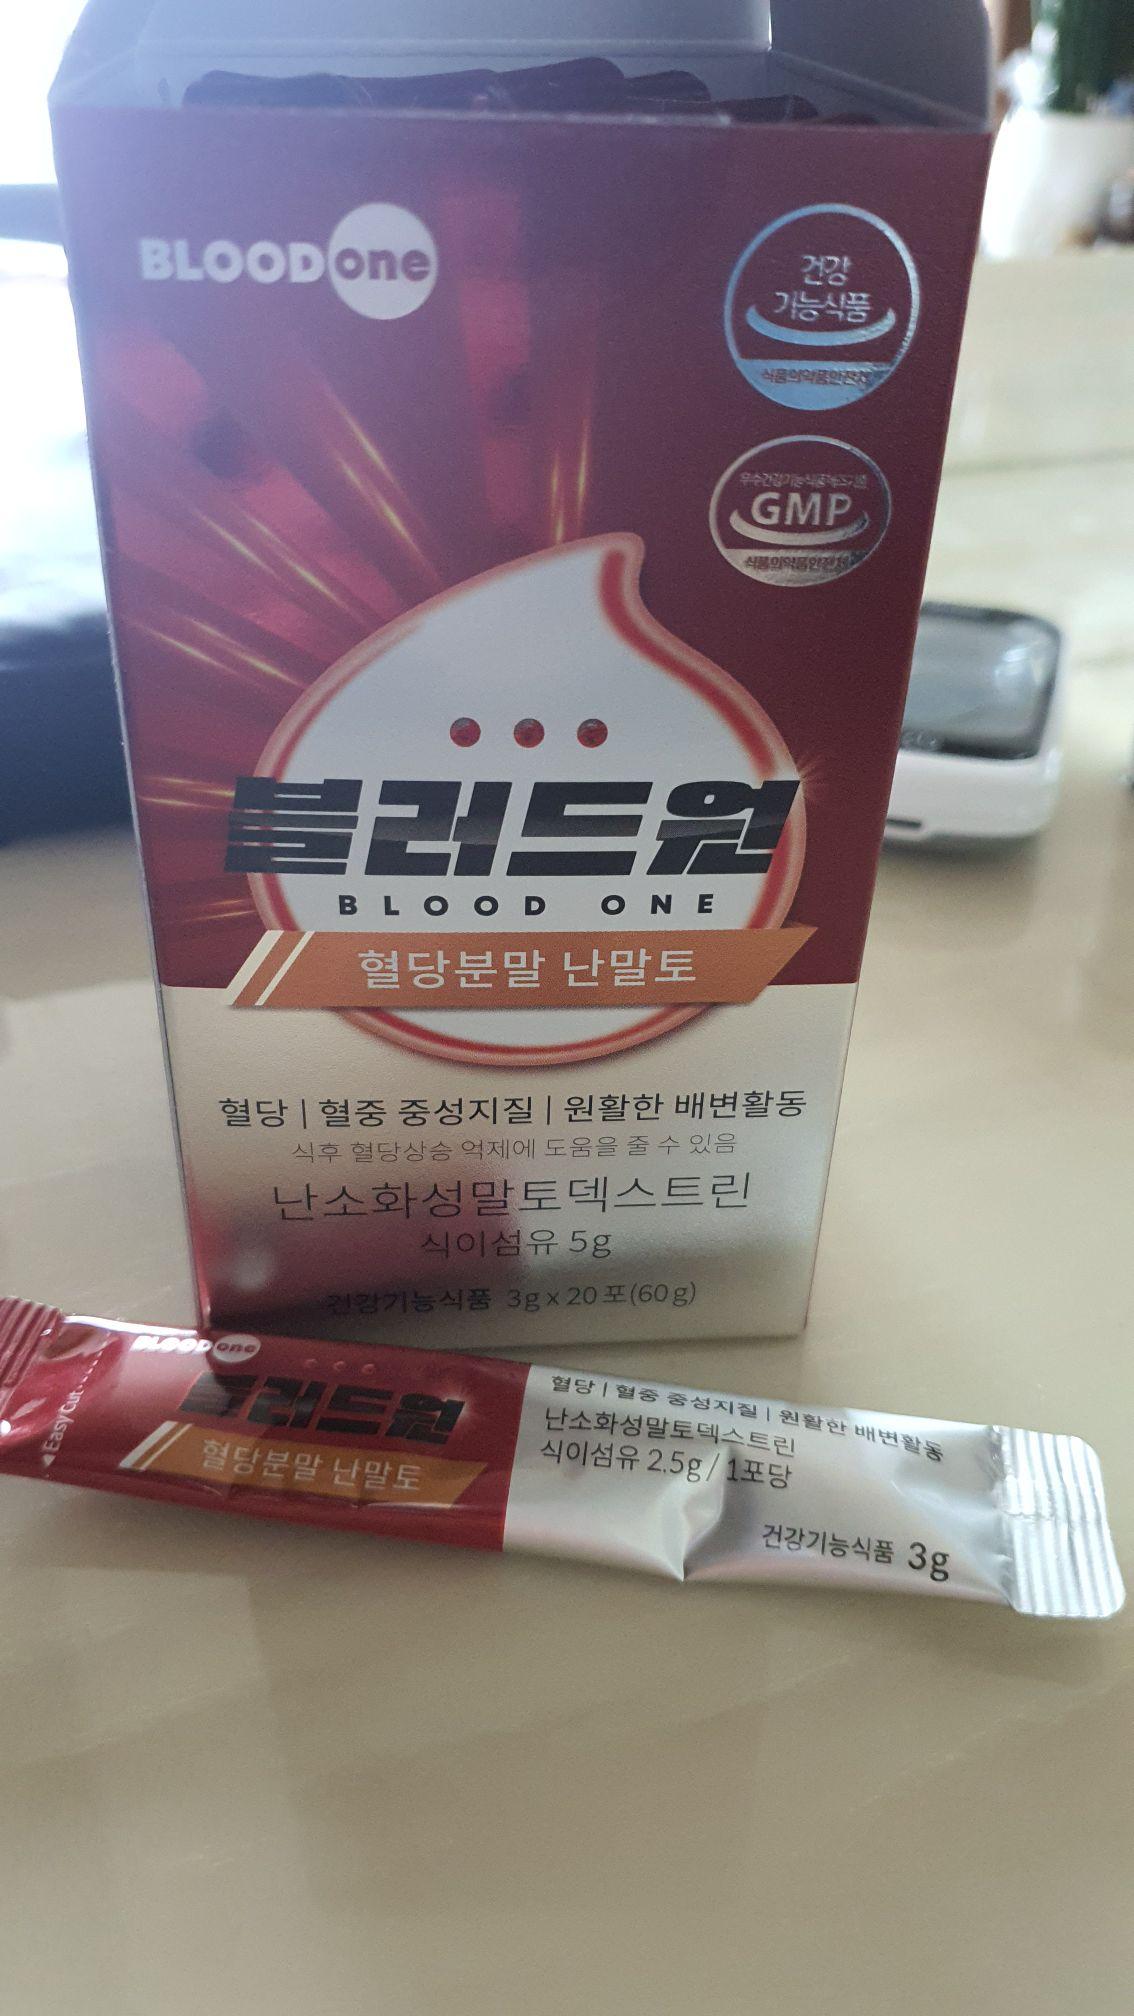 BLOOD one
건강
기능식품
식품의약품안전처
GMP
식품의약품안전처
블러드원
BLOOD ONE
혈당분말 난말토
혈당 | 혈중 중성지질 | 원활한 배변활동
식후 혈당상승 억제에 도움을 줄 수 있음
난소화성말토덱스트린
식이섬유 5g
건강기능식품 3g x 20포(60g)
Easy Cut
BLOOD one
블러드원
혈당분말 난말토
혈당 | 혈중 중성지질 | 원활한 배변활동
난소화성말토덱스트린
식이섬유 2.5g / 1포당
건강기능식품 3g